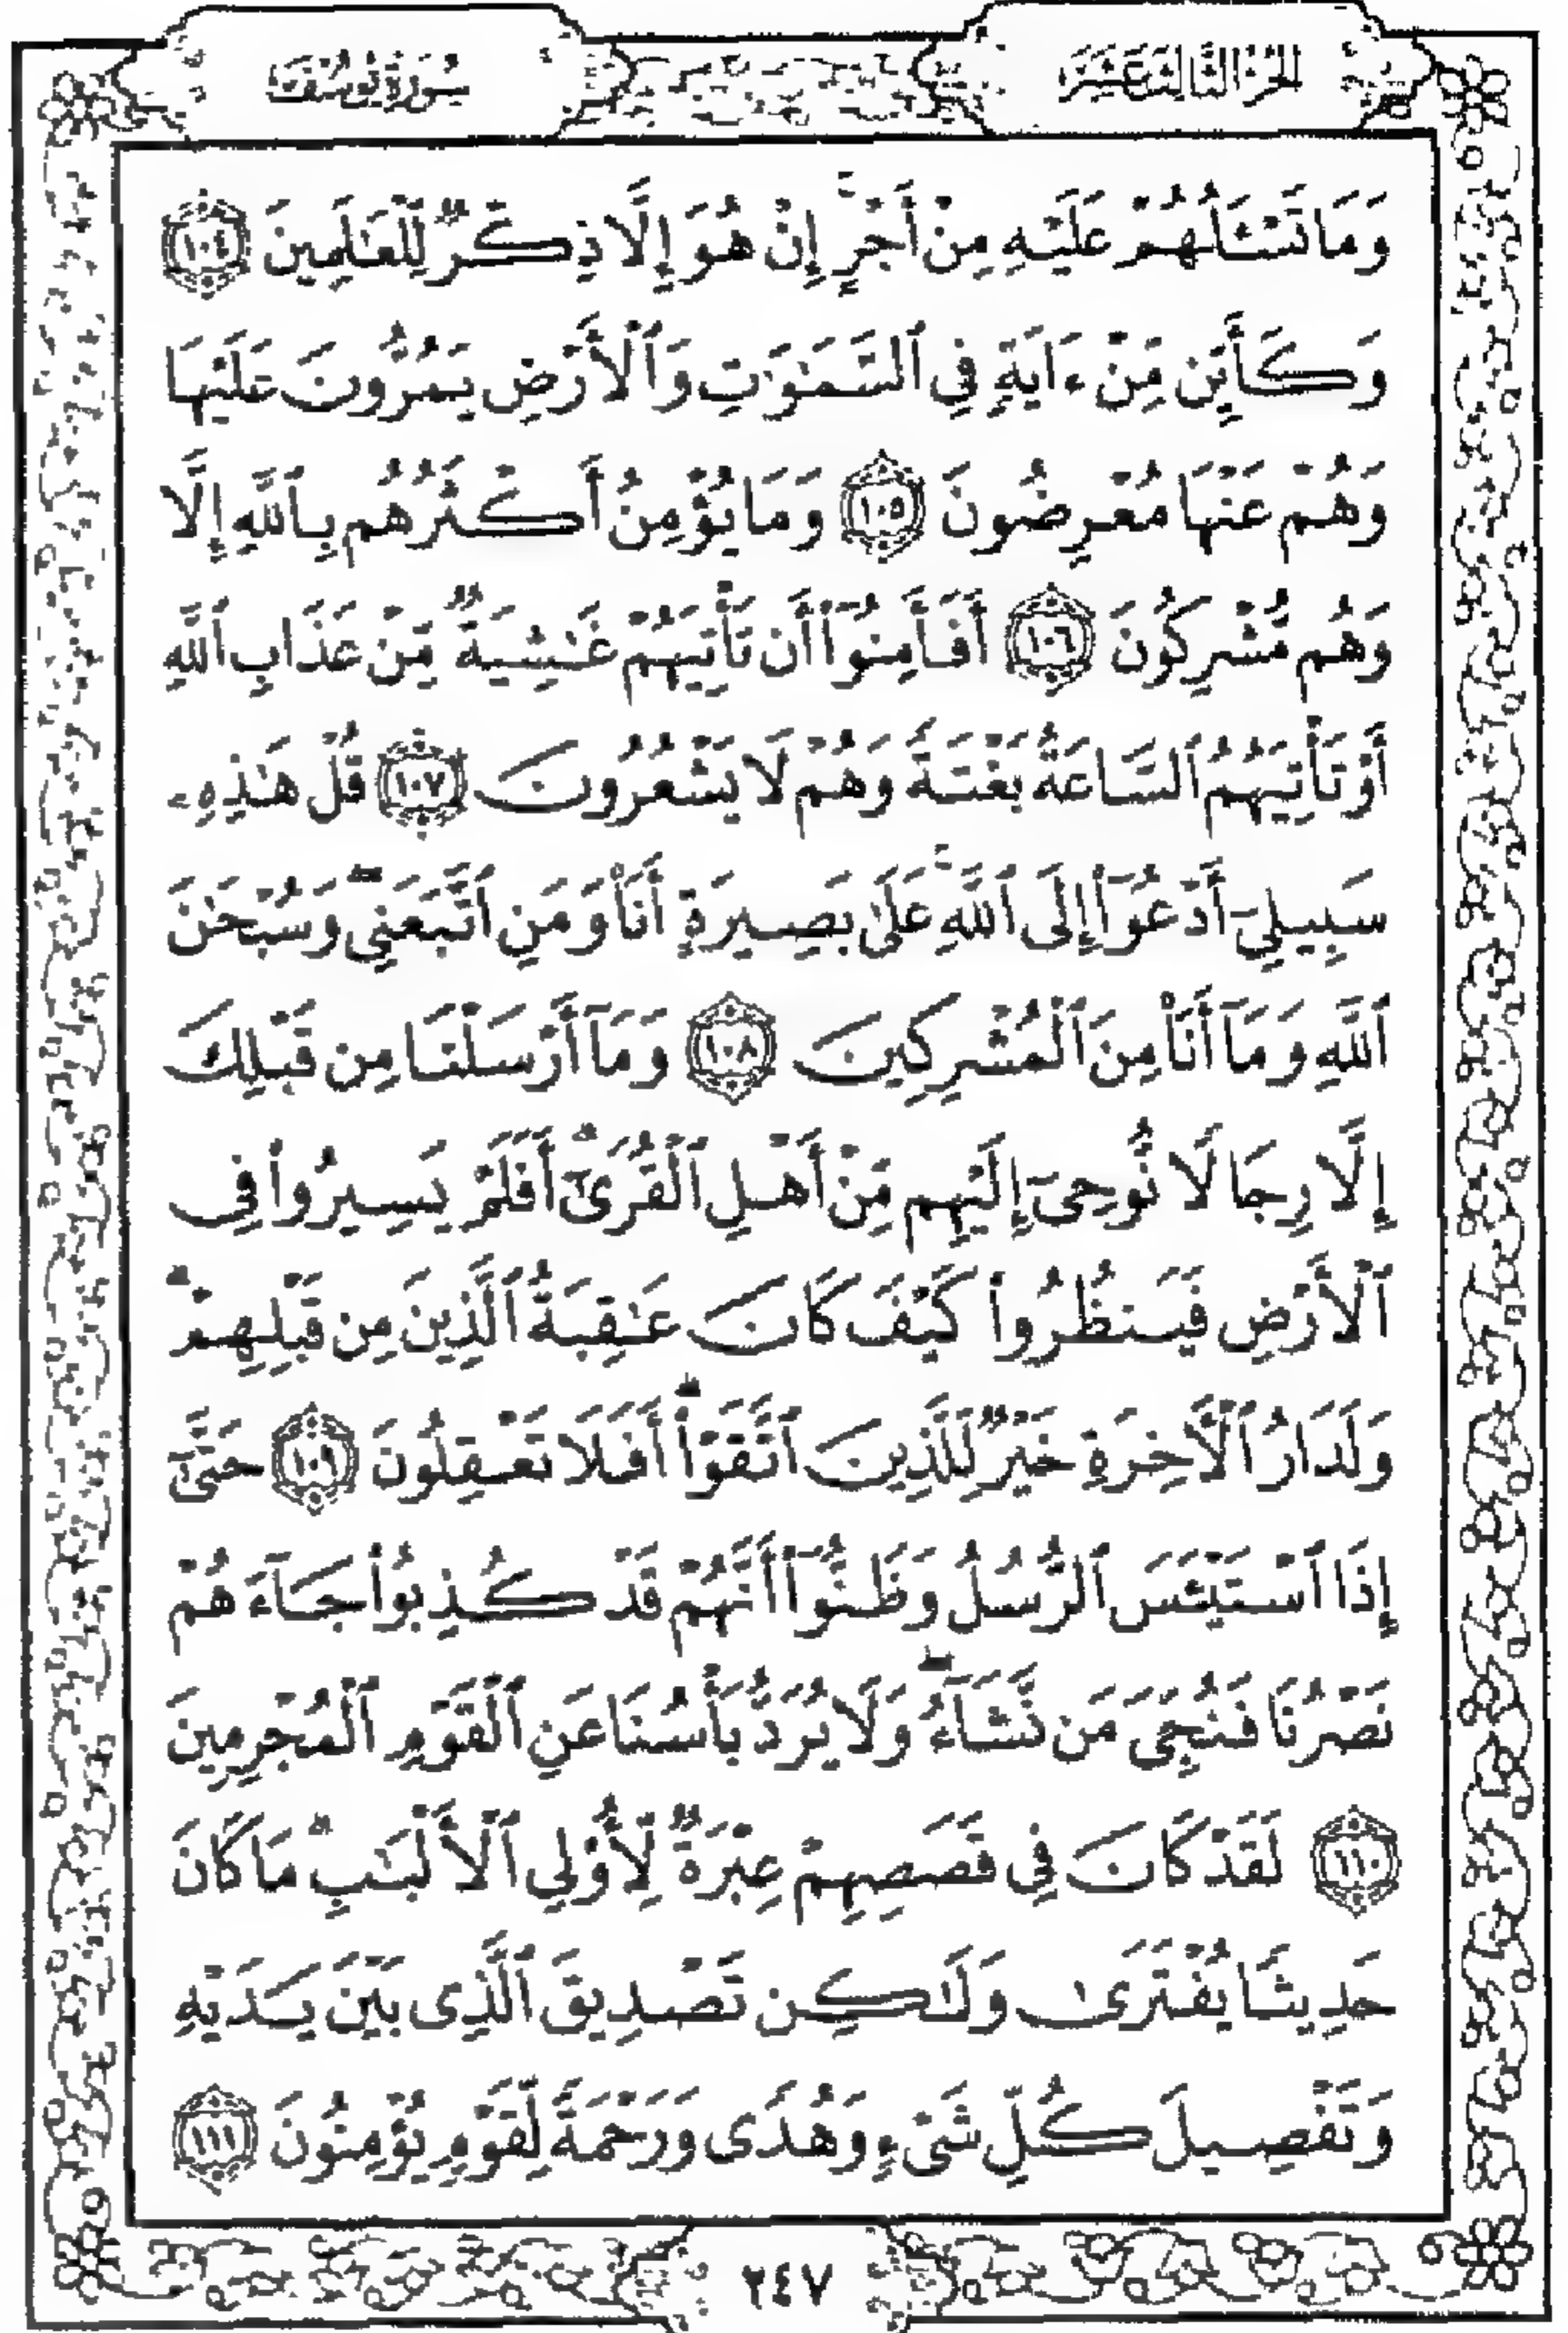 الجزء الثالث عشر
سورة يوسف
وَمَا تَسْـَٔلُهُمْ عَلَيْهِ مِنْ أَجْرٍ ۚ إِنْ هُوَ إِلَّا ذِكْرٌ لِّلْعَـٰلَمِينَ ١٠٤
وَكَأَيِّن مِّنْ ءَايَةٍ فِي ٱلسَّمَـٰوَٰتِ وَٱلْأَرْضِ يَمُرُّونَ عَلَيْهَا
وَهُمْ عَنْهَا مُعْرِضُونَ ١٠٥ وَمَا يُؤْمِنُ أَكْثَرُهُم بِٱللَّهِ إِلَّا
وَهُم مُّشْرِكُونَ ١٠٦ أَفَأَمِنُوٓا۟ أَن تَأْتِيَهُمْ غَـٰشِيَةٌ مِّنْ عَذَابِ ٱللَّهِ
أَوْ تَأْتِيَهُمُ ٱلسَّاعَةُ بَغْتَةً وَهُمْ لَا يَشْعُرُونَ ١٠٧ قُلْ هَـٰذِهِۦ
سَبِيلِىٓ أَدْعُوٓا۟ إِلَى ٱللَّهِ ۚ عَلَىٰ بَصِيرَةٍ أَنَا۠ وَمَنِ ٱتَّبَعَنِى ۖ وَسُبْحَـٰنَ
ٱللَّهِ وَمَآ أَنَا۠ مِنَ ٱلْمُشْرِكِينَ ١٠٨ وَمَآ أَرْسَلْنَا مِن قَبْلِكَ
إِلَّا رِجَالًا نُّوحِىٓ إِلَيْهِم مِّنْ أَهْلِ ٱلْقُرَىٰٓ ۗ أَفَلَمْ يَسِيرُوا۟ فِى
ٱلْأَرْضِ فَيَنظُرُوا۟ كَيْفَ كَانَ عَـٰقِبَةُ ٱلَّذِينَ مِن قَبْلِهِمْ ۗ
وَلَدَارُ ٱلْـَٔاخِرَةِ خَيْرٌ لِّلَّذِينَ ٱتَّقَوْا۟ ۗ أَفَلَا تَعْقِلُونَ ١٠٩ حَتَّىٰٓ
إِذَا ٱسْتَيْـَٔسَ ٱلرُّسُلُ وَظَنُّوٓا۟ أَنَّهُمْ قَدْ كُذِبُوا۟ جَآءَهُمْ
نَصْرُنَا فَنُجِّىَ مَن نَّشَآءُ ۖ وَلَا يُرَدُّ بَأْسُنَا عَنِ ٱلْقَوْمِ ٱلْمُجْرِمِينَ
١١٠ لَقَدْ كَانَ فِى قَصَصِهِمْ عِبْرَةٌ لِّأُو۟لِى ٱلْأَلْبَـٰبِ ۗ مَا كَانَ
حَدِيثًا يُفْتَرَىٰ وَلَـٰكِن تَصْدِيقَ ٱلَّذِى بَيْنَ يَدَيْهِ
وَتَفْصِيلَ كُلِّ شَىْءٍ وَهُدًى وَرَحْمَةً لِّقَوْمٍ يُؤْمِنُونَ ١١١
٢٤٧